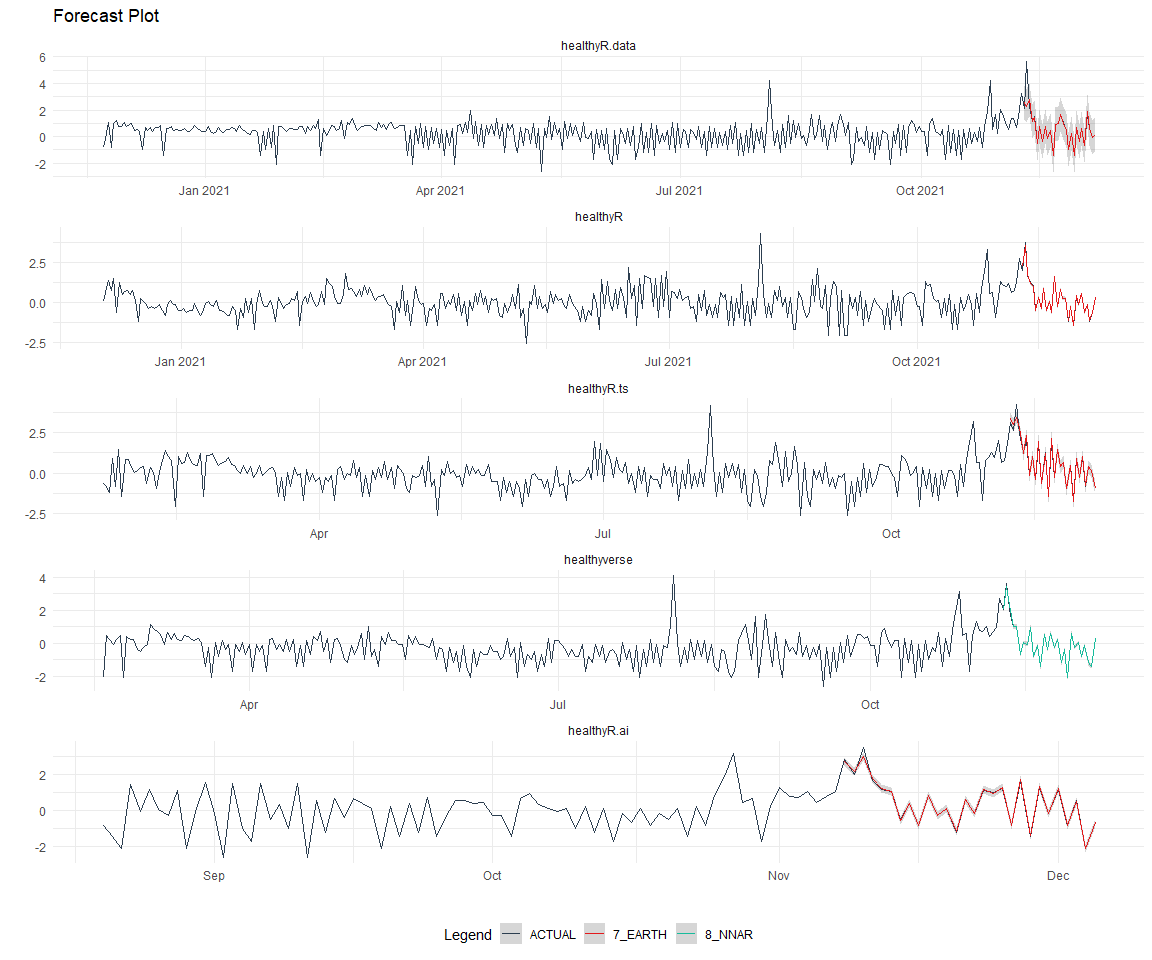 Forecast Plot
healthyR.data
6
4
2
0
-2
Jan 2021 Apr 2021 Jul 2021 Oct 2021
healthyR
2.5
0.0
-2.5
Jan 2021 Apr 2021 Jul 2021 Oct 2021
healthyR.ts
2.5
0.0
-2.5
Apr Jul Oct
healthyverse
4
2
0
-2
Apr Jul Oct
healthyR.ai
2
0
-2
Sep Oct Nov Dec
Legend ACTUAL 7_EARTH 8_NNAR